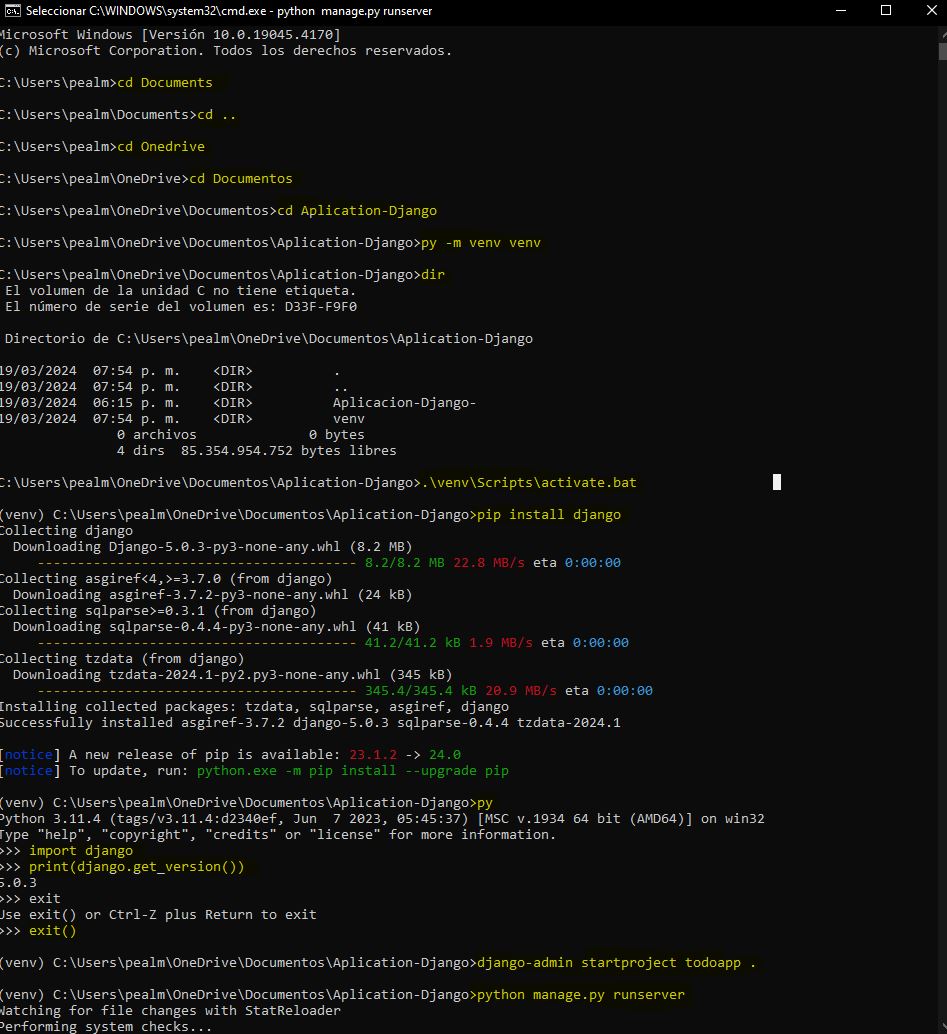 Seleccionar C:\WINDOWS\system32\cmd.exe - python  manage.py runserver
Microsoft Windows [Versión 10.0.19045.4170]
(c) Microsoft Corporation. Todos los derechos reservados.
C:\Users\pealm>cd Documents
C:\Users\pealm\Documents>cd ..
C:\Users\pealm>cd Onedrive
C:\Users\pealm\OneDrive>cd Documentos
C:\Users\pealm\OneDrive\Documentos>cd Aplication-Django
C:\Users\pealm\OneDrive\Documentos\Aplication-Django>py -m venv venv
C:\Users\pealm\OneDrive\Documentos\Aplication-Django>dir
El volumen de la unidad C no tiene etiqueta.
El número de serie del volumen es: D33F-F9F0
Directorio de C:\Users\pealm\OneDrive\Documentos\Aplication-Django
19/03/2024  07:54 p. m.    <DIR>          .
19/03/2024  07:54 p. m.    <DIR>          ..
19/03/2024  06:15 p. m.    <DIR>          Aplicacion-Django-
19/03/2024  07:54 p. m.    <DIR>          venv
0 archivos              0 bytes
4 dirs  85.354.954.752 bytes libres
C:\Users\pealm\OneDrive\Documentos\Aplication-Django>.\venv\Scripts\activate.bat
(venv) C:\Users\pealm\OneDrive\Documentos\Aplication-Django>pip install django
Collecting django
Downloading Django-5.0.3-py3-none-any.whl (8.2 MB)
---------------------------------------- 8.2/8.2 MB 22.8 MB/s eta 0:00:00
Collecting asgiref<4,>=3.7.0 (from django)
Downloading asgiref-3.7.2-py3-none-any.whl (24 kB)
Collecting sqlparse>=0.3.1 (from django)
Downloading sqlparse-0.4.4-py3-none-any.whl (41 kB)
---------------------------------------- 41.2/41.2 kB 1.9 MB/s eta 0:00:00
Collecting tzdata (from django)
Downloading tzdata-2024.1-py2.py3-none-any.whl (345 kB)
---------------------------------------- 345.4/345.4 kB 20.9 MB/s eta 0:00:00
Installing collected packages: tzdata, sqlparse, asgiref, django
Successfully installed asgiref-3.7.2 django-5.0.3 sqlparse-0.4.4 tzdata-2024.1
[notice] A new release of pip is available: 23.1.2 -> 24.0
[notice] To update, run: python.exe -m pip install --upgrade pip
(venv) C:\Users\pealm\OneDrive\Documentos\Aplication-Django>py
Python 3.11.4 (tags/v3.11.4:d2340ef, Jun  7 2023, 05:45:37) [MSC v.1934 64 bit (AMD64)] on win32
Type "help", "copyright", "credits" or "license" for more information.
>>> import django
>>> print(django.get_version())
5.0.3
>>> exit
Use exit() or Ctrl-Z plus Return to exit
>>> exit()
(venv) C:\Users\pealm\OneDrive\Documentos\Aplication-Django>django-admin startproject todoapp .
(venv) C:\Users\pealm\OneDrive\Documentos\Aplication-Django>python manage.py runserver
Watching for file changes with StatReloader
Performing system checks...